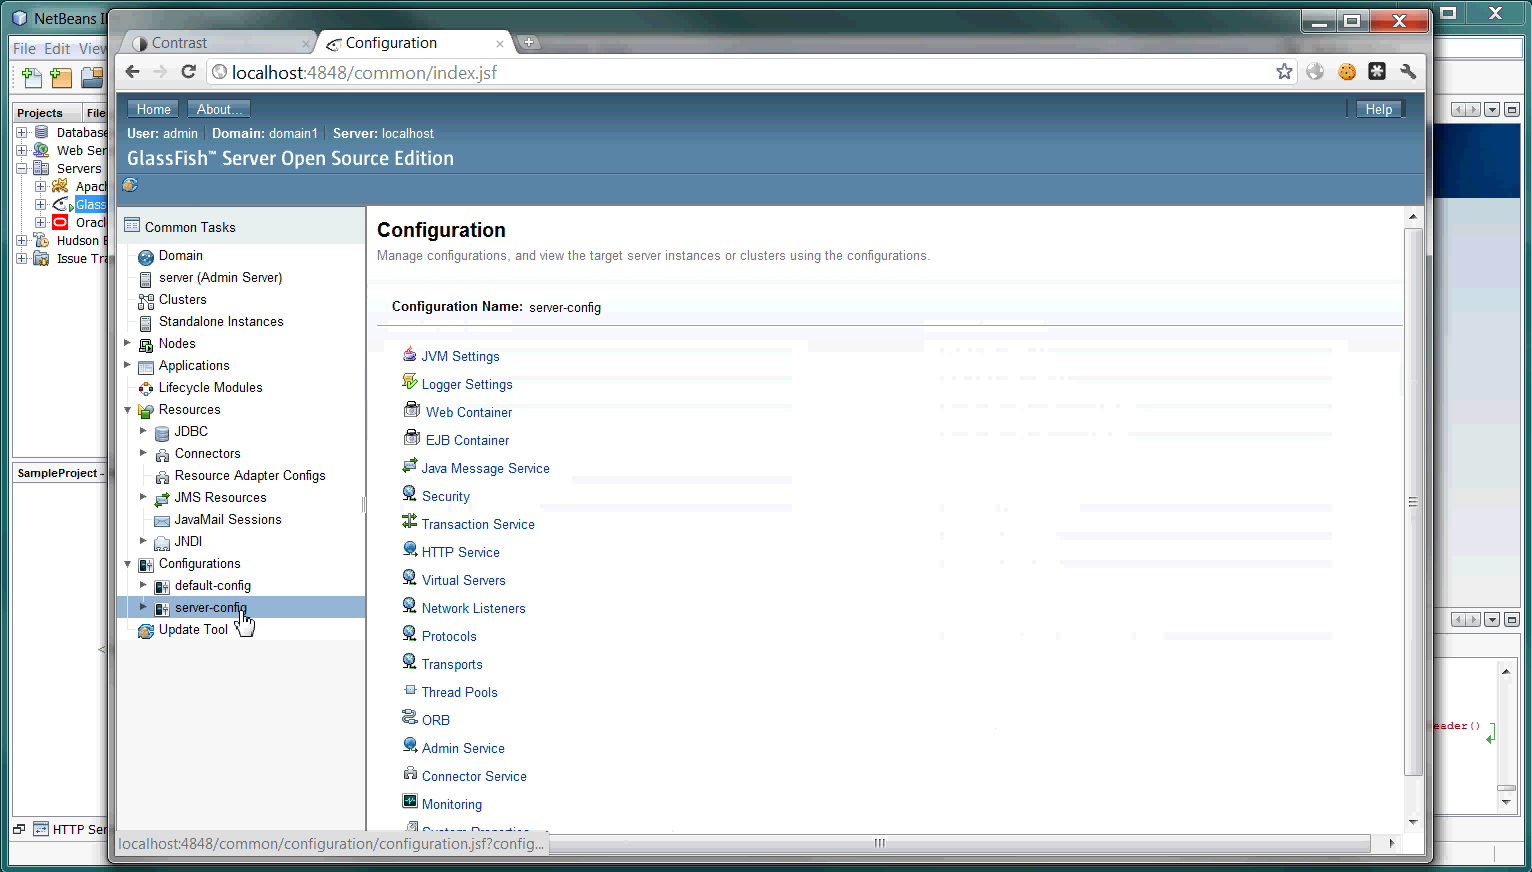 NetBeans I
Contrast
Configuration
File Edit View
localhost:4848/common/index.jsf
Projects
File
Home
About...
Help
User: admin
Domain: domain1
Server: localhost
GlassFish™ Server Open Source Edition
Database
Web Ser
Servers
Apach
Glass
Oracl
Hudson B
Issue Tra
SampleProject -
Common Tasks
Domain
server (Admin Server)
Clusters
Standalone Instances
Nodes
Applications
Lifecycle Modules
Resources
JDBC
Connectors
Resource Adapter Configs
JMS Resources
JavaMail Sessions
JNDI
Configurations
default-config
server-config
Update Tool
Configuration
Manage configurations, and view the target server instances or clusters using the configurations.
Configuration Name: server-config
JVM Settings
Logger Settings
Web Container
EJB Container
Java Message Service
Security
Transaction Service
HTTP Service
Virtual Servers
Network Listeners
Protocols
Transports
Thread Pools
ORB
Admin Service
Connector Service
Monitoring
System Properties
eader()
HTTP Ser
localhost:4848/common/configuration/configuration.jsf?config...